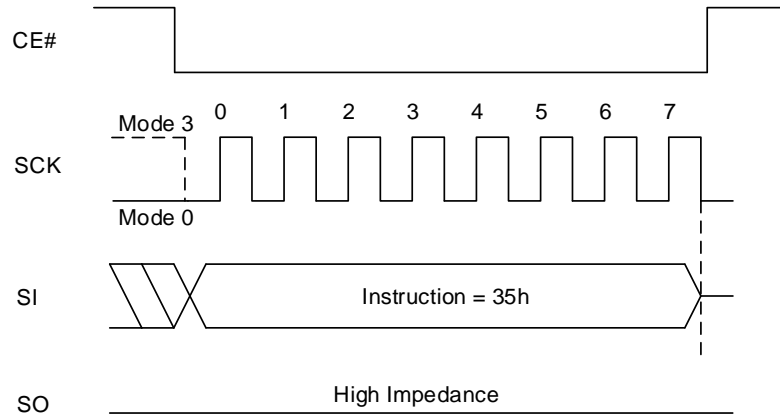 CE#
0 1 2 3 4 5 6 7
Mode 3
SCK
Mode 0
SI
Instruction = 35h
High Impedance
SO